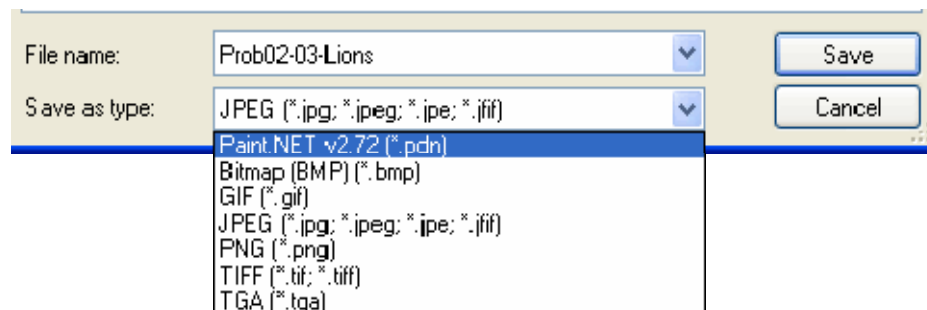 File name: Prob02-03-Lions Save
Save as type: JPEG (*.jpg; *.jpeg; *.jpe; *.jfif) Cancel
Paint.NET v2.72 (*.pdn)
Bitmap (BMP) (*.bmp)
GIF (*.gif)
JPEG (*.jpg; *.jpeg; *.jpe; *.jfif)
PNG (*.png)
TIFF (*.tif; *.tiff)
TGA (*.tga)